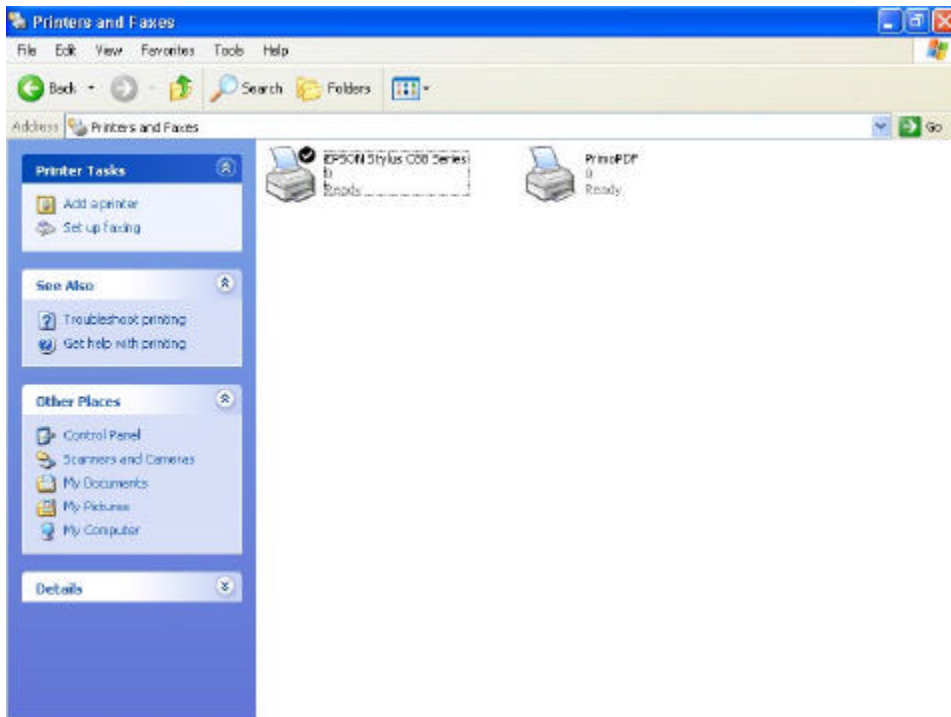 Printers and Faxes
File Edit View Favorites Tools Help
Back Search Folders
Address Printers and Faxes Go
Printer Tasks
Add a printer
Set up faxing
See Also
Troubleshoot printing
Get help with printing
Other Places
Control Panel
Scanners and Cameras
My Documents
My Pictures
My Computer
Details
EPSON Stylus C88 Series
0
Ready
PrimoPDF
0
Ready